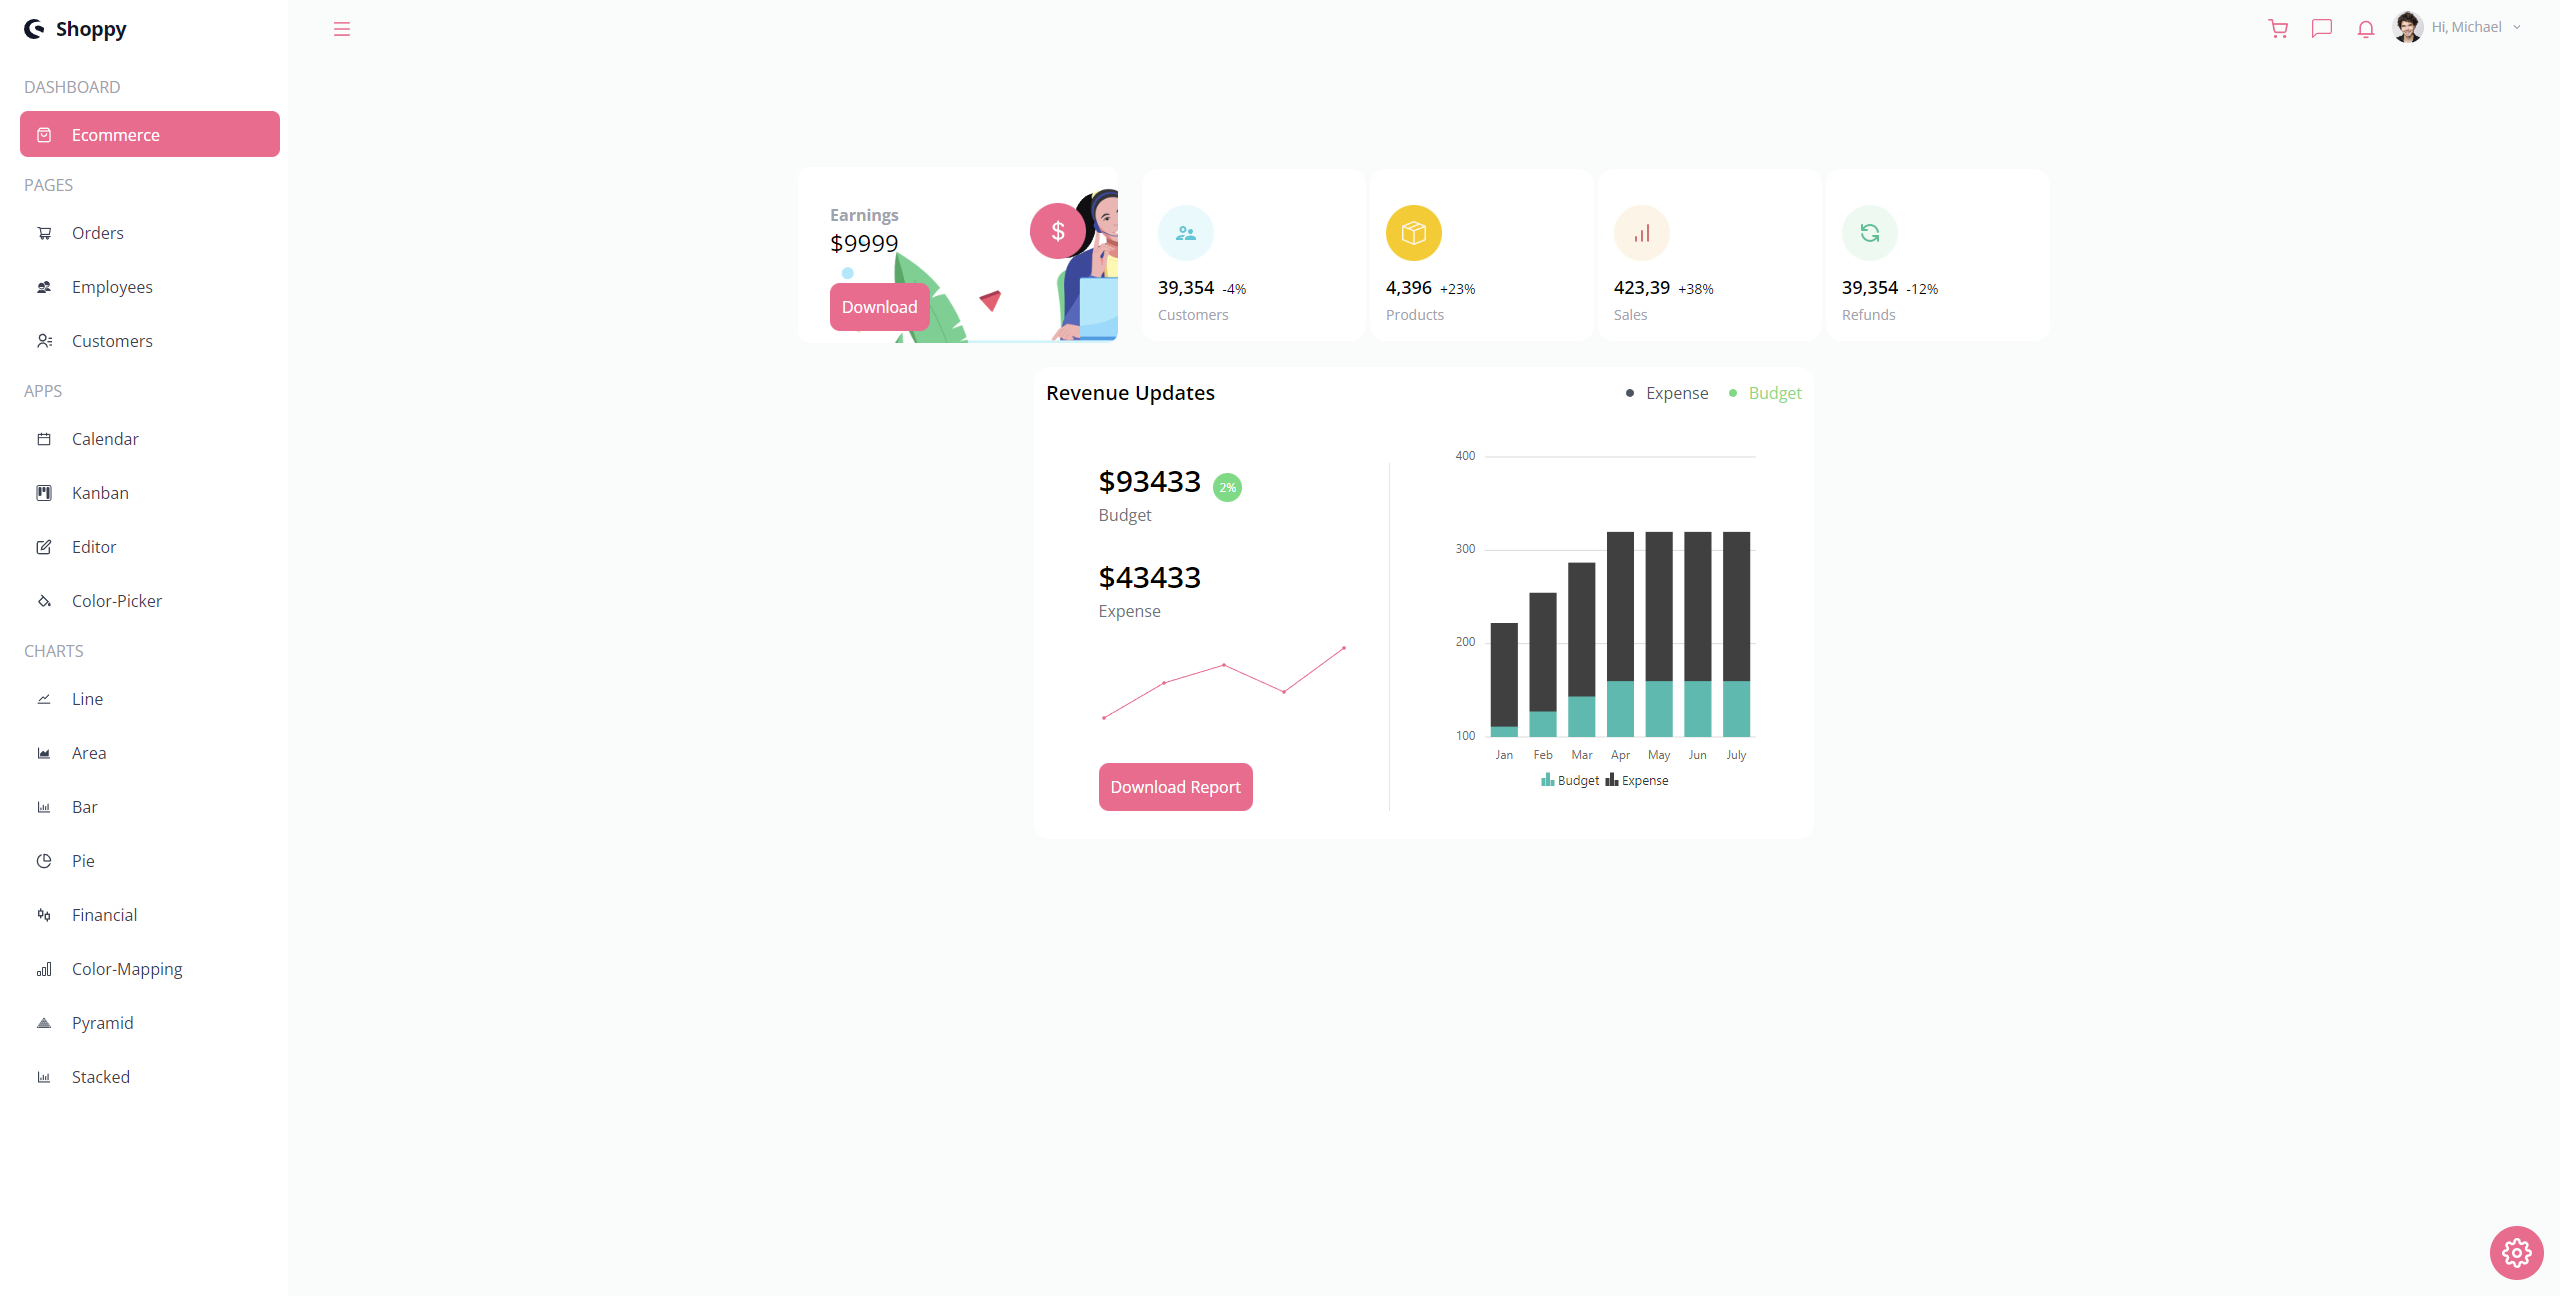 Shoppy
Hi, Michael
DASHBOARD
Ecommerce
PAGES
Orders
Employees
Customers
APPS
Calendar
Kanban
Editor
Color-Picker
CHARTS
Line
Area
Bar
Pie
Financial
Color-Mapping
Pyramid
Stacked
Earnings
$9999
$
Download
39,354 -4%
Customers
4,396 +23%
Products
423,39 +38%
Sales
39,354 -12%
Refunds
Revenue Updates
Expense Budget
$93433 2%
Budget
$43433
Expense
Download Report
400
300
200
100
Jan Feb Mar Apr May Jun July
Budget Expense